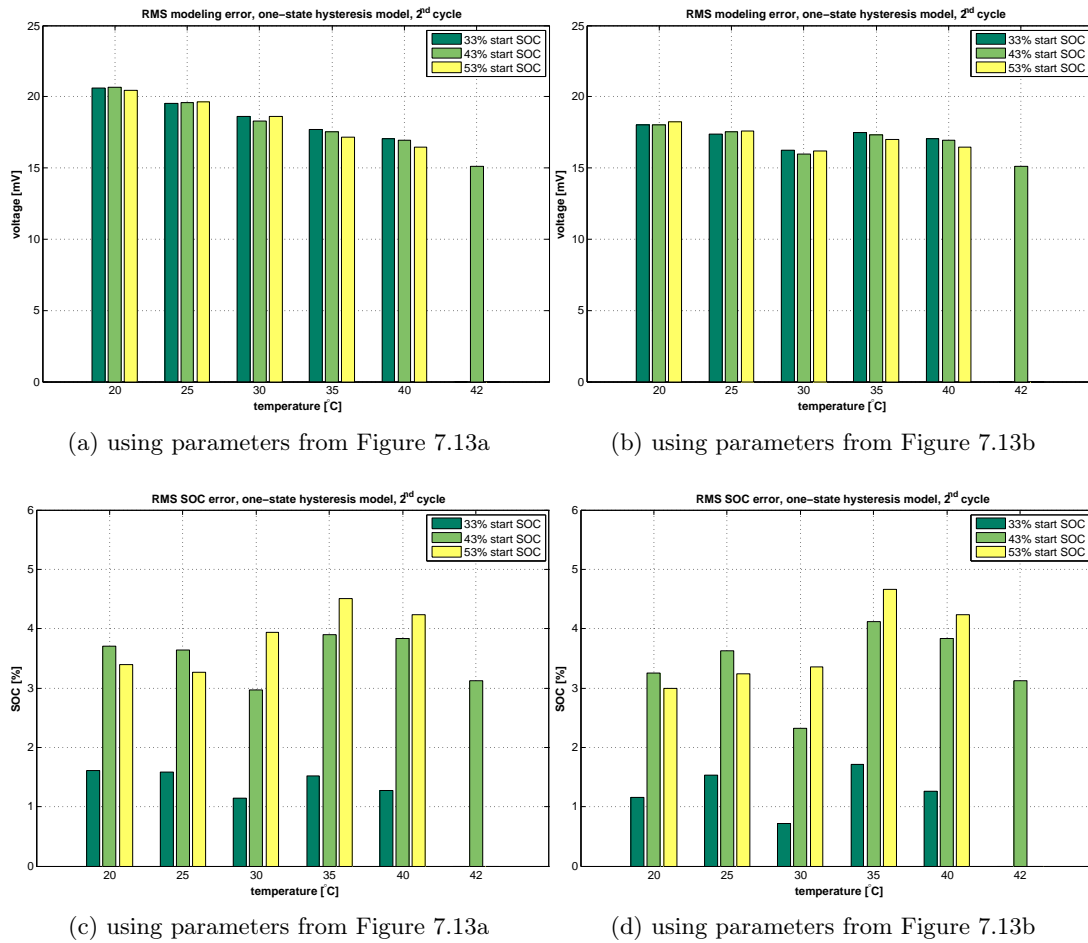 RMS modeling error, one−state hysteresis model, 2nd cycle
25
20
15
10
5
0
voltage [mV]
33% start SOC
43% start SOC
53% start SOC
20 25 30 35 40 42
temperature [°C]
(a) using parameters from Figure 7.13a
RMS modeling error, one−state hysteresis model, 2nd cycle
25
20
15
10
5
0
voltage [mV]
33% start SOC
43% start SOC
53% start SOC
20 25 30 35 40 42
temperature [°C]
(b) using parameters from Figure 7.13b
RMS SOC error, one−state hysteresis model, 2nd cycle
6
5
4
3
2
1
0
SOC [%]
33% start SOC
43% start SOC
53% start SOC
20 25 30 35 40 42
temperature [°C]
(c) using parameters from Figure 7.13a
RMS SOC error, one−state hysteresis model, 2nd cycle
6
5
4
3
2
1
0
SOC [%]
33% start SOC
43% start SOC
53% start SOC
20 25 30 35 40 42
temperature [°C]
(d) using parameters from Figure 7.13b